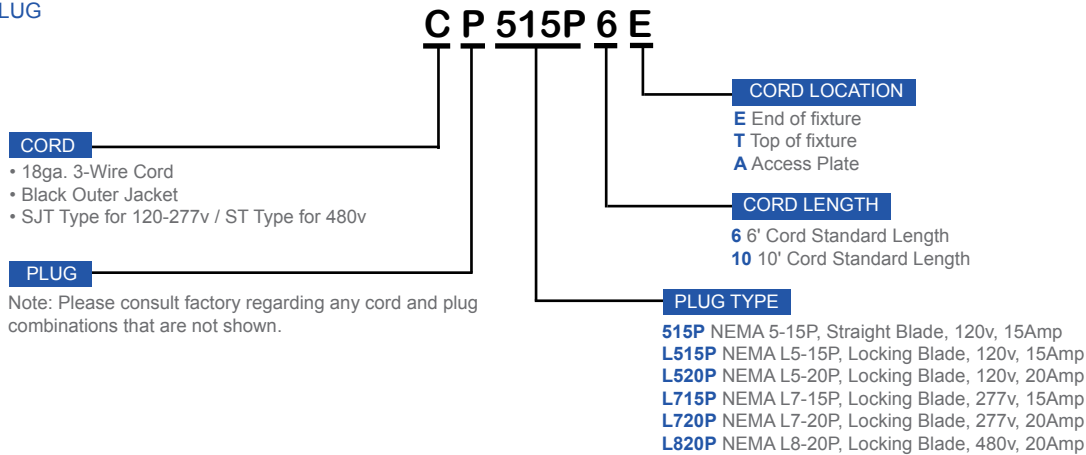 LUG
C P 515P 6 E
CORD LOCATION
E End of fixture
T Top of fixture
A Access Plate
CORD
• 18ga. 3-Wire Cord
• Black Outer Jacket
• SJT Type for 120-277v / ST Type for 480v
CORD LENGTH
6 6' Cord Standard Length
10 10' Cord Standard Length
PLUG
Note: Please consult factory regarding any cord and plug
combinations that are not shown.
PLUG TYPE
515P NEMA 5-15P, Straight Blade, 120v, 15Amp
L515P NEMA L5-15P, Locking Blade, 120v, 15Amp
L520P NEMA L5-20P, Locking Blade, 120v, 20Amp
L715P NEMA L7-15P, Locking Blade, 277v, 15Amp
L720P NEMA L7-20P, Locking Blade, 277v, 20Amp
L820P NEMA L8-20P, Locking Blade, 480v, 20Amp